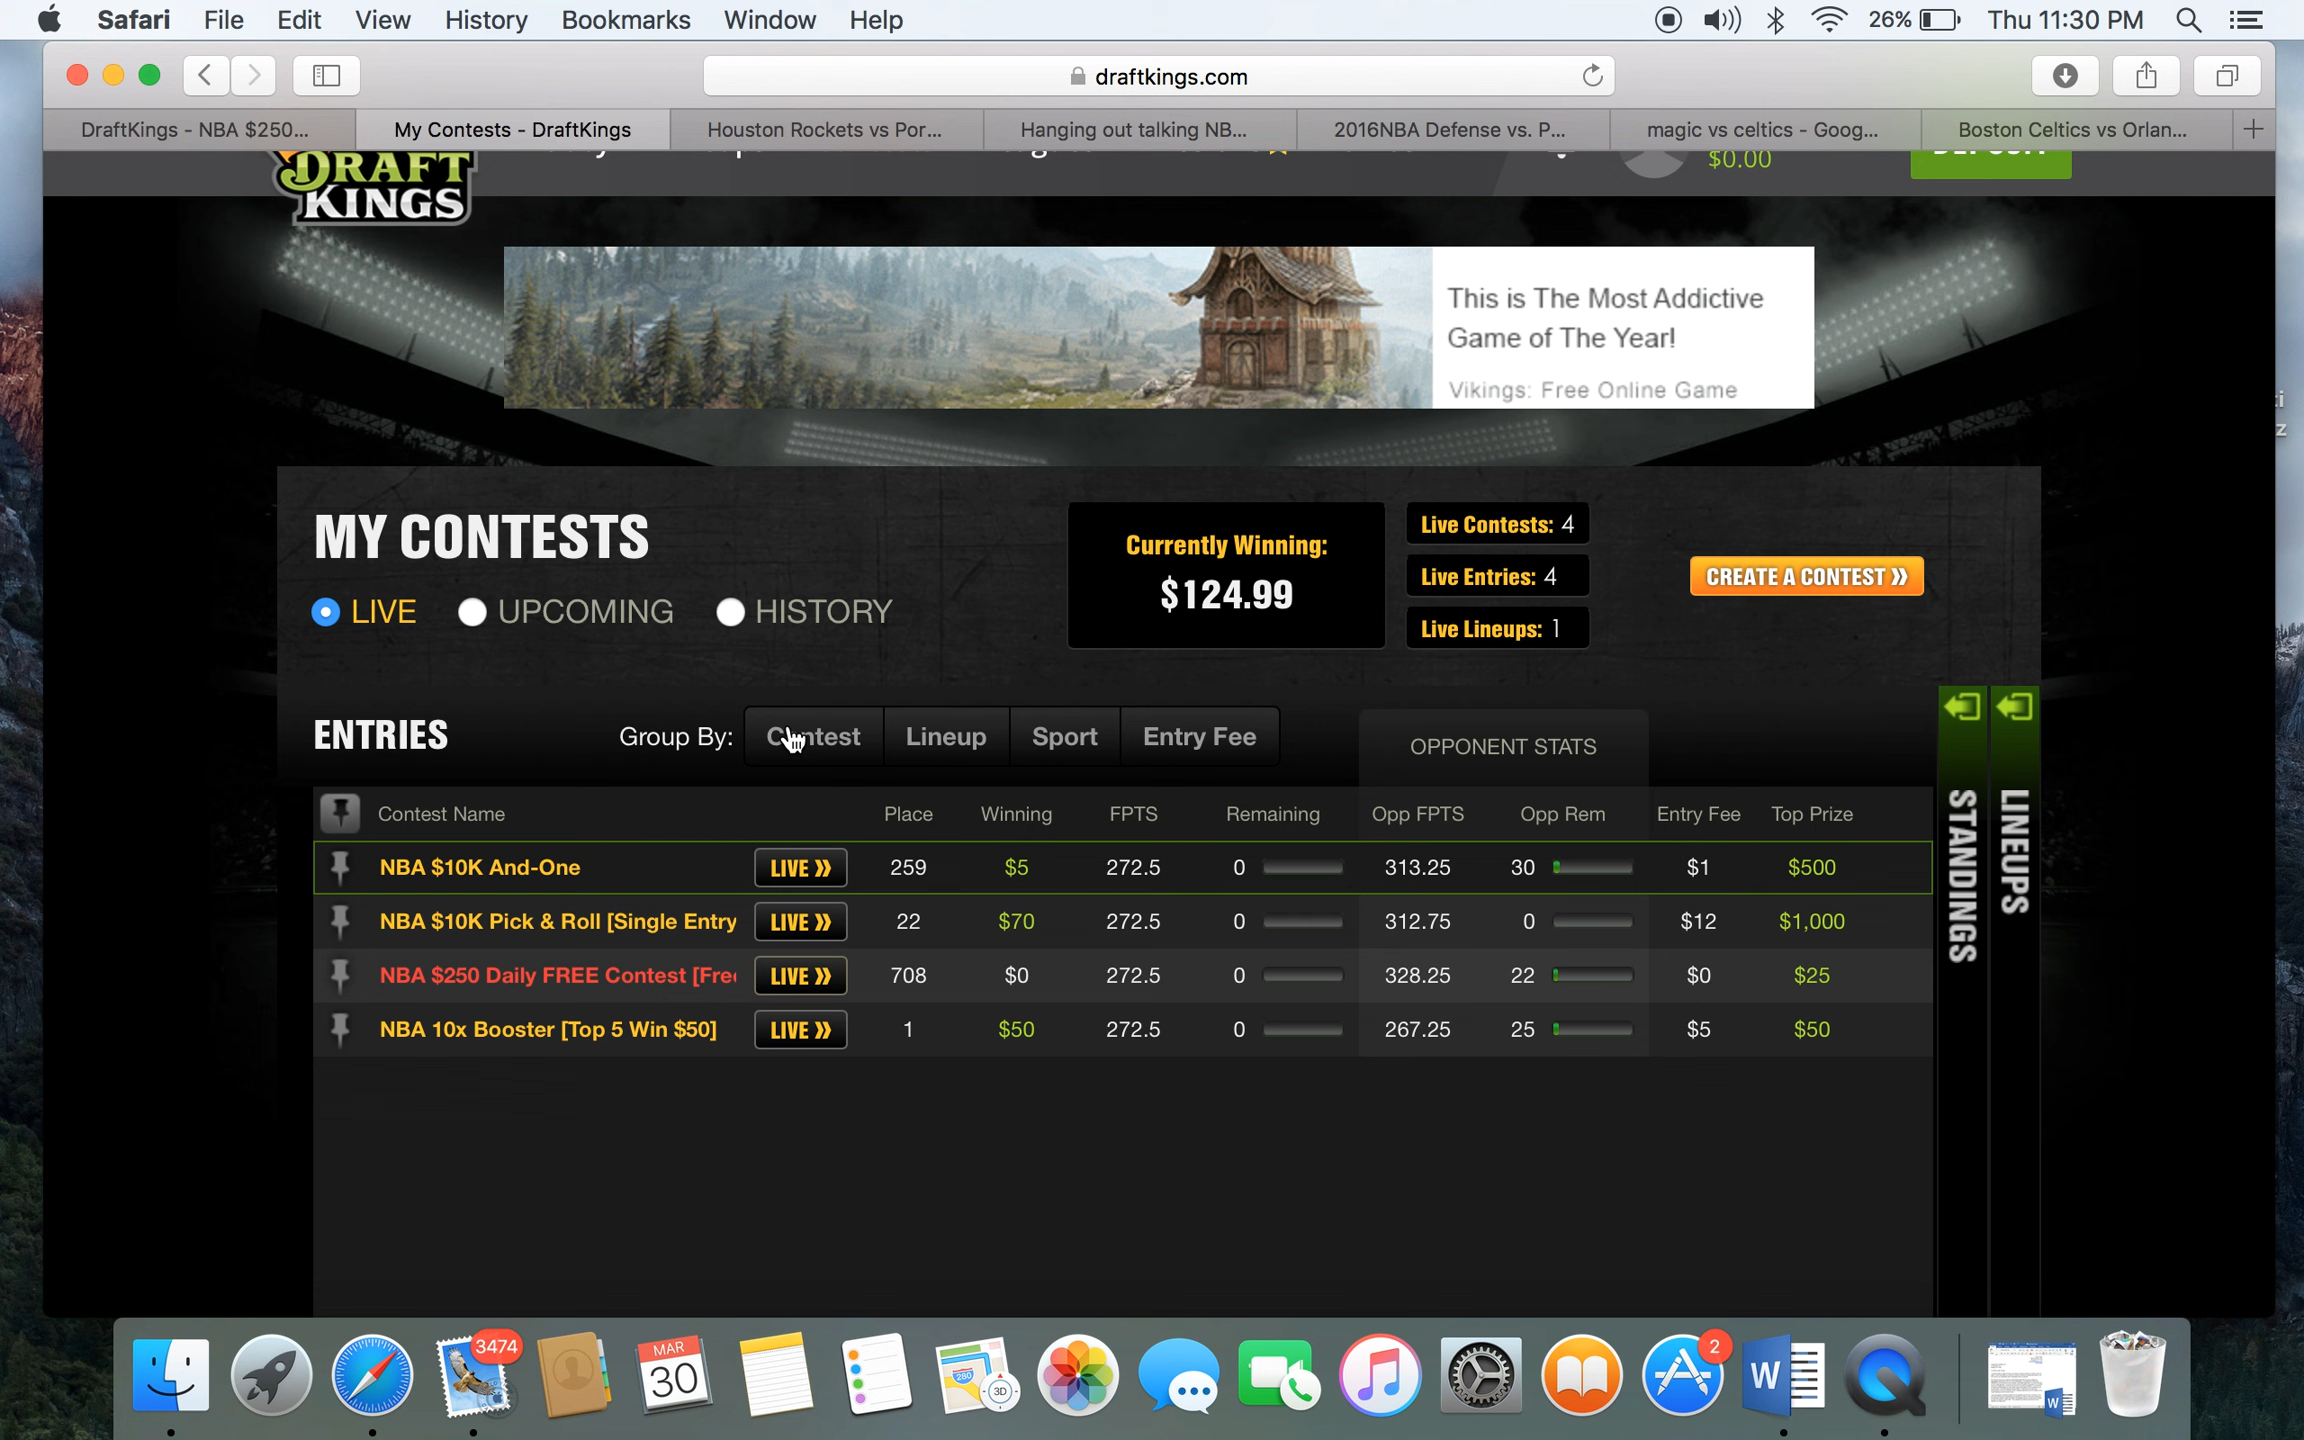 Safari File Edit View History Bookmarks Window Help 26% Thu 11:30 PM
draftkings.com
DraftKings - NBA $250... My Contests - DraftKings Houston Rockets vs Por... Hanging out talking NB... 2016NBA Defense vs. P... magic vs celtics - Goog... Boston Celtics vs Orlan...
$0.00
DRAFT
KINGS
This is The Most Addictive
Game of The Year!
Vikings: Free Online Game
MY CONTESTS
LIVE UPCOMING HISTORY
Currently Winning:
$124.99
Live Contests: 4
Live Entries: 4
Live Lineups: 1
CREATE A CONTEST »
ENTRIES
Group By: Contest Lineup Sport Entry Fee
OPPONENT STATS
Contest Name Place Winning FPTS Remaining Opp FPTS Opp Rem Entry Fee Top Prize
NBA $10K And-One LIVE » 259 $5 272.5 0 313.25 30 $1 $500
NBA $10K Pick & Roll [Single Entry LIVE » 22 $70 272.5 0 312.75 0 $12 $1,000
NBA $250 Daily FREE Contest [Free LIVE » 708 $0 272.5 0 328.25 22 $0 $25
NBA 10x Booster [Top 5 Win $50] LIVE » 1 $50 272.5 0 267.25 25 $5 $50
STANDINGS
LINEUPS
3474
MAR
30
280
3D
2
W
W